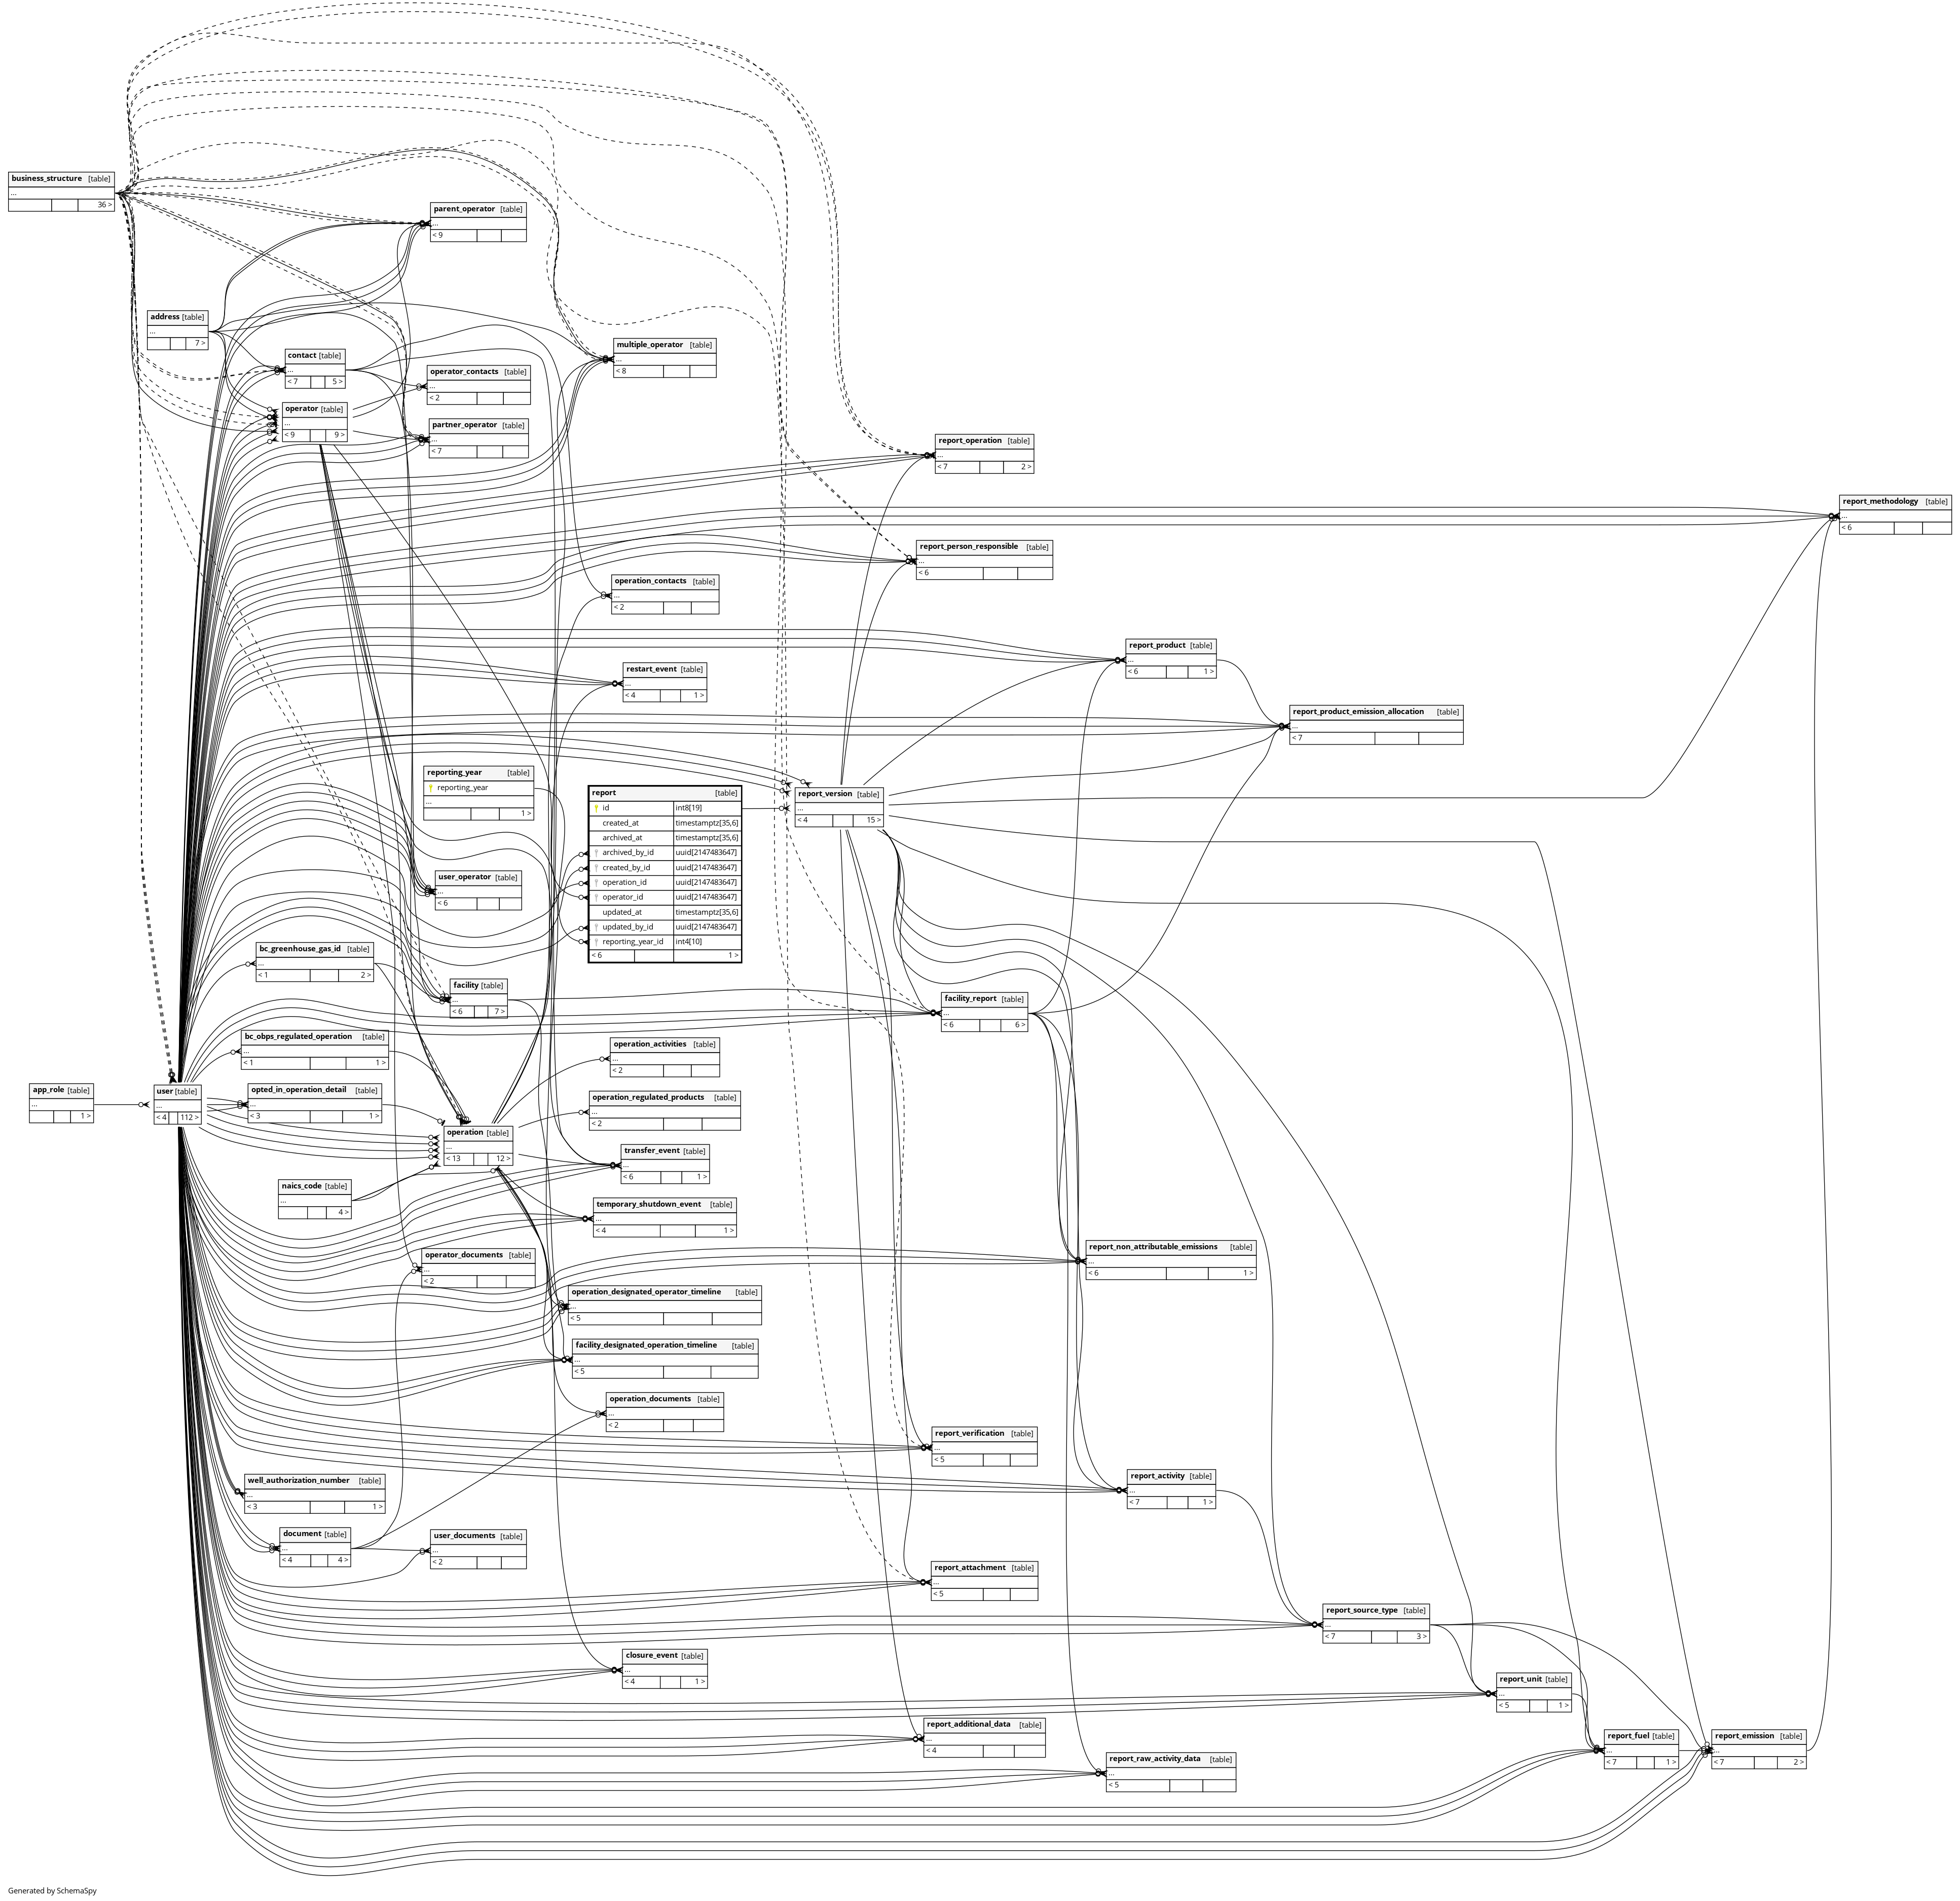 business_structure [table]
...
36 >
parent_operator [table]
...
< 9
address [table]
...
7 >
multiple_operator [table]
...
< 8
contact [table]
...
< 7 5 >
operator_contacts [table]
...
< 2
operator [table]
...
< 9 9 >
partner_operator [table]
...
< 7
report_operation [table]
...
< 7 2 >
report_methodology [table]
...
< 6
report_person_responsible [table]
...
< 6
operation_contacts [table]
...
< 2
report_product [table]
...
< 6 1 >
restart_event [table]
...
< 4 1 >
report_product_emission_allocation [table]
...
< 7
reporting_year [table]
reporting_year
...
1 >
report [table]
id int8[19]
created_at timestamptz[35,6]
archived_at timestamptz[35,6]
archived_by_id uuid[2147483647]
created_by_id uuid[2147483647]
operation_id uuid[2147483647]
operator_id uuid[2147483647]
updated_at timestamptz[35,6]
updated_by_id uuid[2147483647]
reporting_year_id int4[10]
< 6 1 >
report_version [table]
...
< 4 15 >
user_operator [table]
...
< 6
bc_greenhouse_gas_id [table]
...
< 1 2 >
facility [table]
...
< 6 7 >
facility_report [table]
...
< 6 6 >
bc_obps_regulated_operation [table]
...
< 1 1 >
operation_activities [table]
...
< 2
app_role [table]
...
1 >
user [table]
...
< 4 112 >
opted_in_operation_detail [table]
...
< 3 1 >
operation_regulated_products [table]
...
< 2
operation [table]
...
< 13 12 >
transfer_event [table]
...
< 6 1 >
naics_code [table]
...
4 >
temporary_shutdown_event [table]
...
< 4 1 >
operator_documents [table]
...
< 2
report_non_attributable_emissions [table]
...
< 6 1 >
operation_designated_operator_timeline [table]
...
< 5
facility_designated_operation_timeline [table]
...
< 5
operation_documents [table]
...
< 2
report_verification [table]
...
< 5
well_authorization_number [table]
...
< 3 1 >
report_activity [table]
...
< 7 1 >
document [table]
...
< 4 4 >
user_documents [table]
...
< 2
report_attachment [table]
...
< 5
report_source_type [table]
...
< 7 3 >
closure_event [table]
...
< 4 1 >
report_unit [table]
...
< 5 1 >
report_additional_data [table]
...
< 4
report_fuel [table]
...
< 7 1 >
report_emission [table]
...
< 7 2 >
report_raw_activity_data [table]
...
< 5
Generated by SchemaSpy